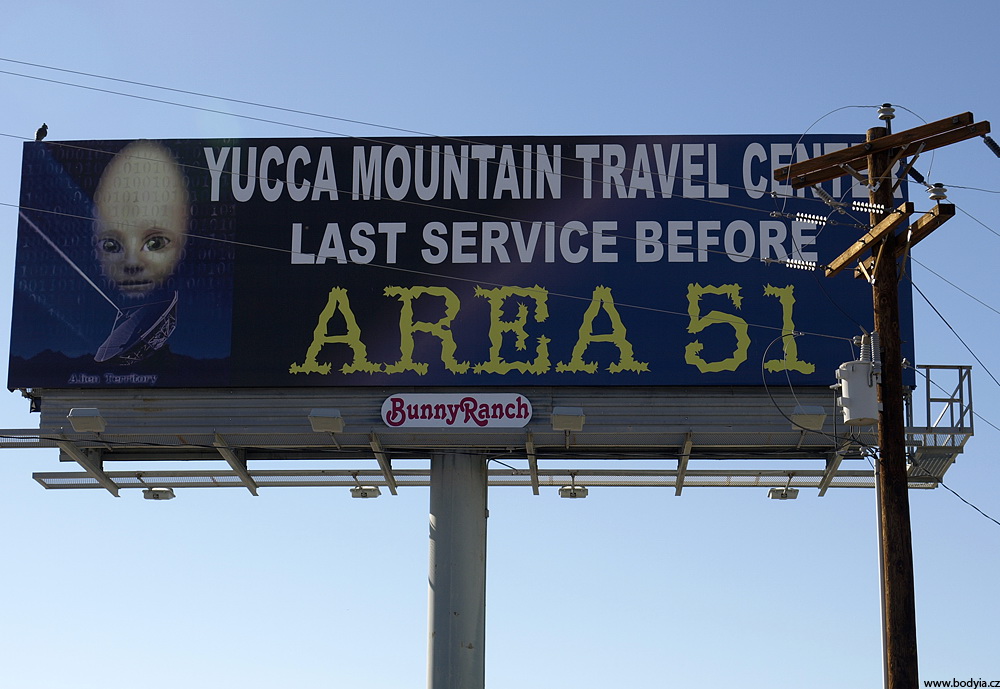 YUCCA MOUNTAIN TRAVEL CENTER
LAST SERVICE BEFORE
AREA 51
Alien Territory
BunnyRanch
www.bodyia.cz